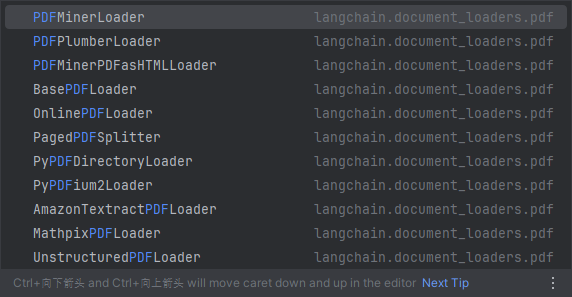 PDFMinerLoader langchain.document_loaders.pdf
PDFPlumberLoader langchain.document_loaders.pdf
PDFMinerPDFasHTMLLoader langchain.document_loaders.pdf
BasePDFLoader langchain.document_loaders.pdf
OnlinePDFLoader langchain.document_loaders.pdf
PagedPDFSplitter langchain.document_loaders.pdf
PyPDFDirectoryLoader langchain.document_loaders.pdf
PyPDFium2Loader langchain.document_loaders.pdf
AmazonTextractPDFLoader langchain.document_loaders.pdf
MathpixPDFLoader langchain.document_loaders.pdf
UnstructuredPDFLoader langchain.document_loaders.pdf
Ctrl+向下箭头 and Ctrl+向上箭头 will move caret down and up in the editor Next Tip